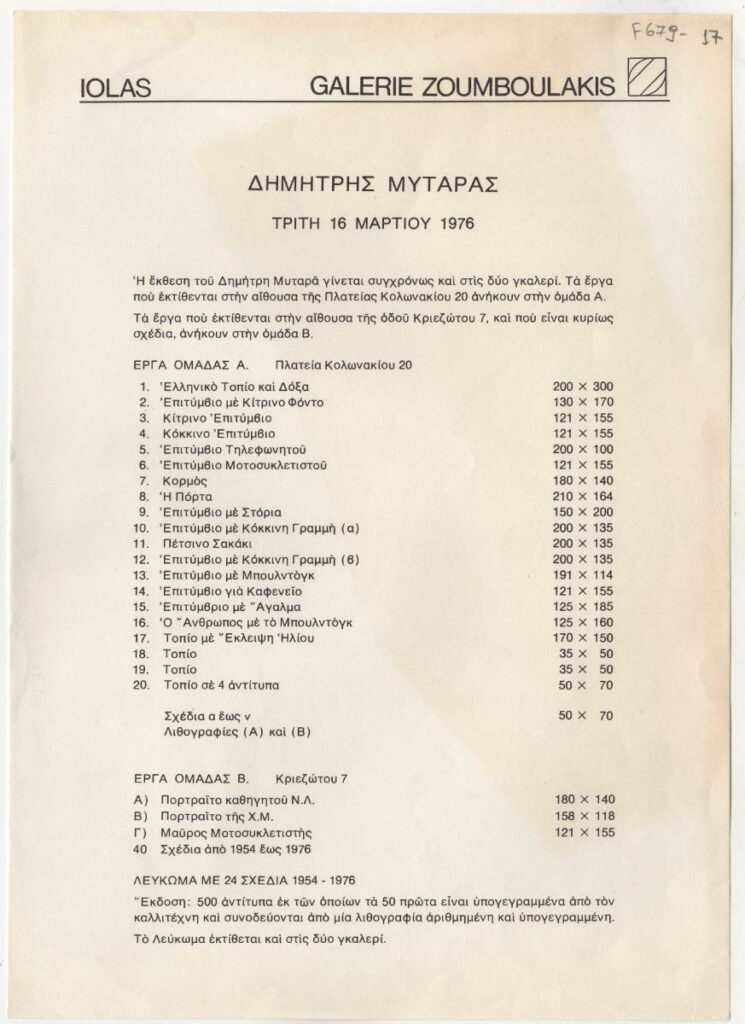 F679- 17
IOLAS GALERIE ZOUMBOULAKIS
ΔΗΜΗΤΡΗΣ ΜΥΤΑΡΑΣ
ΤΡΙΤΗ 16 ΜΑΡΤΙΟΥ 1976
Ἡ ἔκθεση τοῦ Δημήτρη Μυταρᾶ γίνεται συγχρόνως καὶ στὶς δύο γκαλερί. Τὰ ἔργα
ποὺ ἐκτίθενται στὴν αἴθουσα τῆς Πλατείας Κολωνακίου 20 ἀνήκουν στὴν ὁμάδα Α.
Τὰ ἔργα ποὺ ἐκτίθενται στὴν αἴθουσα τῆς ὁδοῦ Κριεζώτου 7, καὶ ποὺ εἶναι κυρίως
σχέδια, ἀνήκουν στὴν ὁμάδα Β.
ΕΡΓΑ ΟΜΑΔΑΣ Α. Πλατεία Κολωνακίου 20
1. Ἑλληνικὸ Τοπίο καὶ Δόξα 200 × 300
2. Ἐπιτύμβιο μὲ Κίτρινο Φόντο 130 × 170
3. Κίτρινο Ἐπιτύμβιο 121 × 155
4. Κόκκινο Ἐπιτύμβιο 121 × 155
5. Ἐπιτύμβιο Τηλεφωνητοῦ 200 × 100
6. Ἐπιτύμβιο Μοτοσυκλετιστοῦ 121 × 155
7. Κορμὸς 180 × 140
8. Ἡ Πόρτα 210 × 164
9. Ἐπιτύμβιο μὲ Στόρια 150 × 200
10. Ἐπιτύμβιο μὲ Κόκκινη Γραμμὴ (α) 200 × 135
11. Πέτσινο Σακάκι 200 × 135
12. Ἐπιτύμβιο μὲ Κόκκινη Γραμμὴ (β) 200 × 135
13. Ἐπιτύμβιο μὲ Μπουλντὸγκ 191 × 114
14. Ἐπιτύμβιο γιὰ Καφενεῖο 121 × 155
15. Ἐπιτύμβριο μὲ Ἄγαλμα 125 × 185
16. Ὁ Ἄνθρωπος μὲ τὸ Μπουλντὸγκ 125 × 160
17. Τοπίο μὲ Ἔκλειψη Ἡλίου 170 × 150
18. Τοπίο 35 × 50
19. Τοπίο 35 × 50
20. Τοπίο σὲ 4 ἀντίτυπα 50 × 70
Σχέδια α ἕως ν 50 × 70
Λιθογραφίες (Α) καὶ (Β)
ΕΡΓΑ ΟΜΑΔΑΣ Β. Κριεζώτου 7
Α) Πορτραῖτο καθηγητοῦ Ν.Λ. 180 × 140
Β) Πορτραῖτο τῆς Χ.Μ. 158 × 118
Γ) Μαῦρος Μοτοσυκλετιστὴς 121 × 155
40 Σχέδια ἀπὸ 1954 ἕως 1976
ΛΕΥΚΩΜΑ ΜΕ 24 ΣΧΕΔΙΑ 1954 - 1976
Ἔκδοση: 500 ἀντίτυπα ἐκ τῶν ὁποίων τὰ 50 πρῶτα εἶναι ὑπογεγραμμένα ἀπὸ τὸν
καλλιτέχνη καὶ συνοδεύονται ἀπὸ μία λιθογραφία ἀριθμημένη καὶ ὑπογεγραμμένη.
Τὸ Λεύκωμα ἐκτίθεται καὶ στὶς δύο γκαλερί.